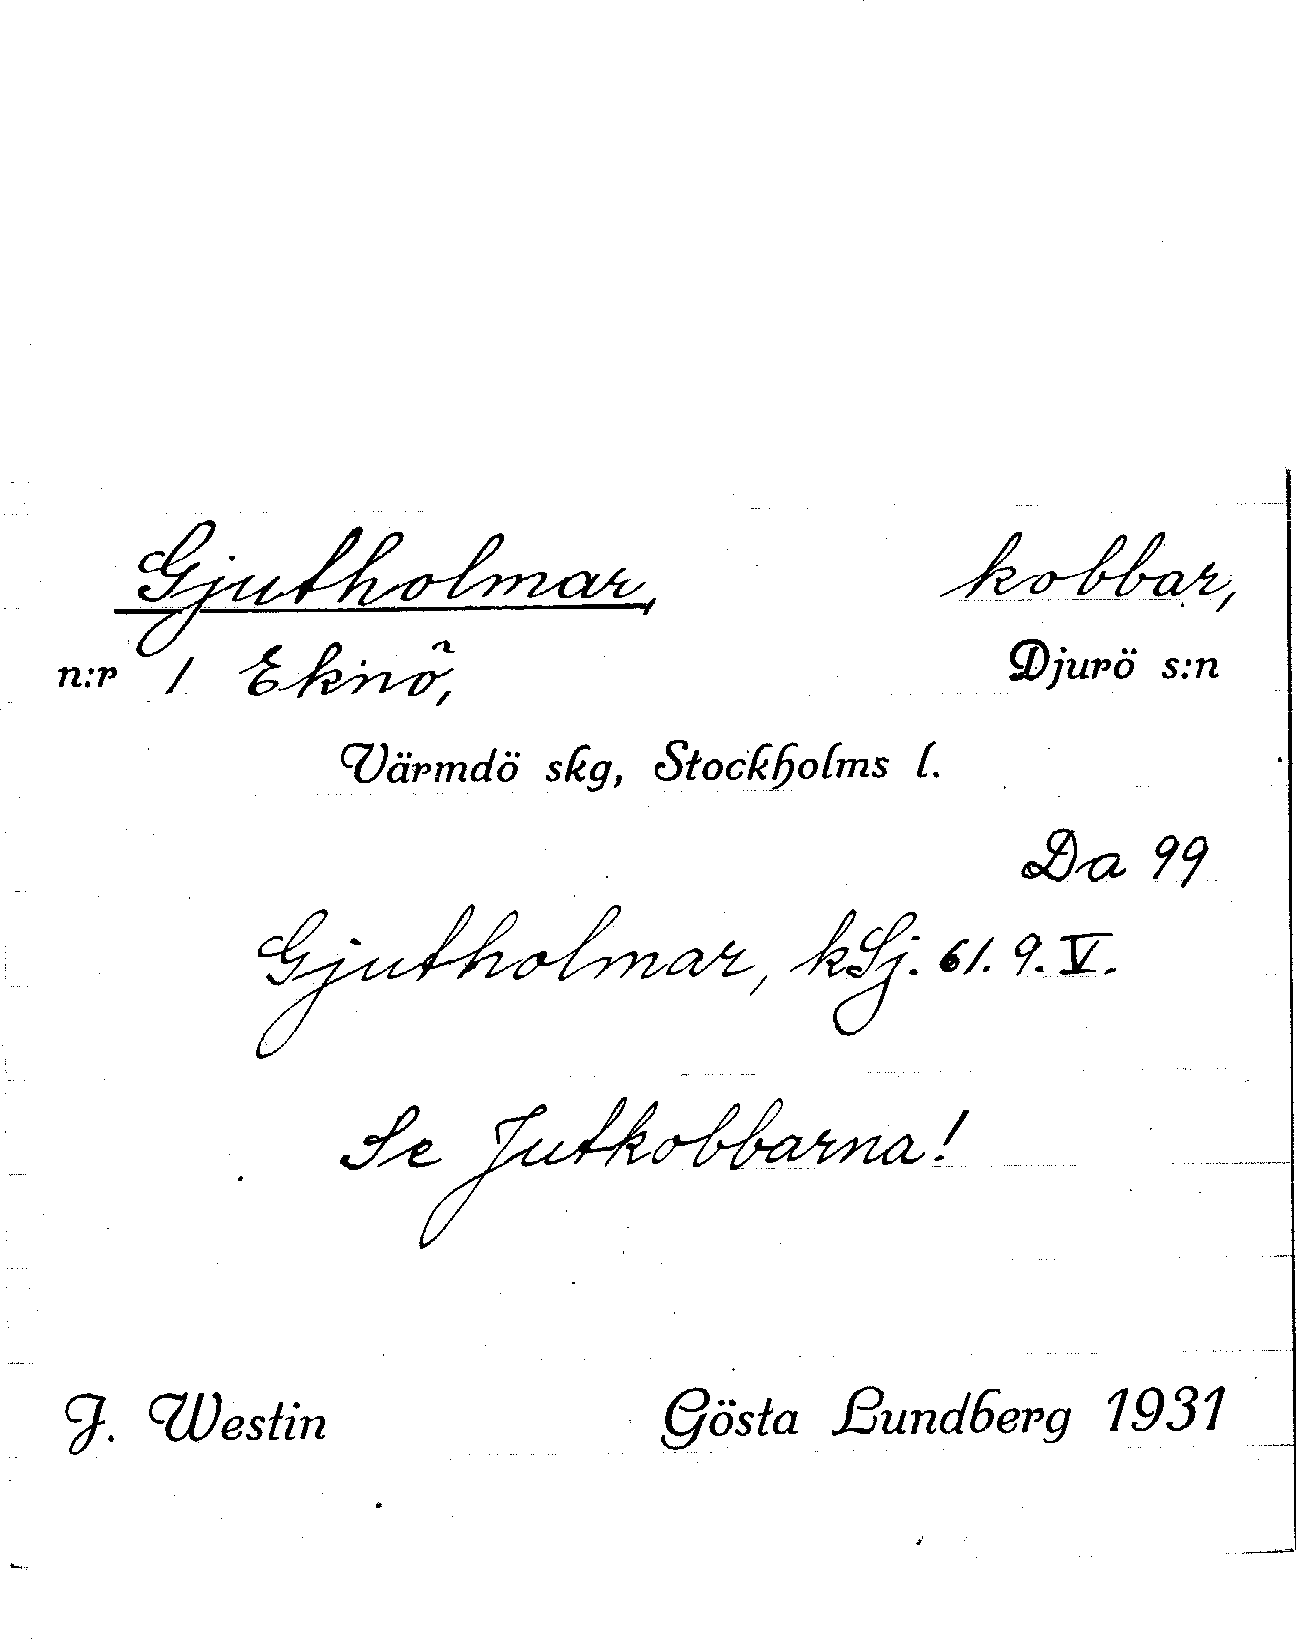 Gjutholmar, kobbar,
n:r 1 Eknö, Djurö s:n
Värmdö skg, Stockholms l.
Da 99
Gjutholmar, kSj. 61. 9. V.
Se Jutkobbarna!
J. Westin Gösta Lundberg 1931